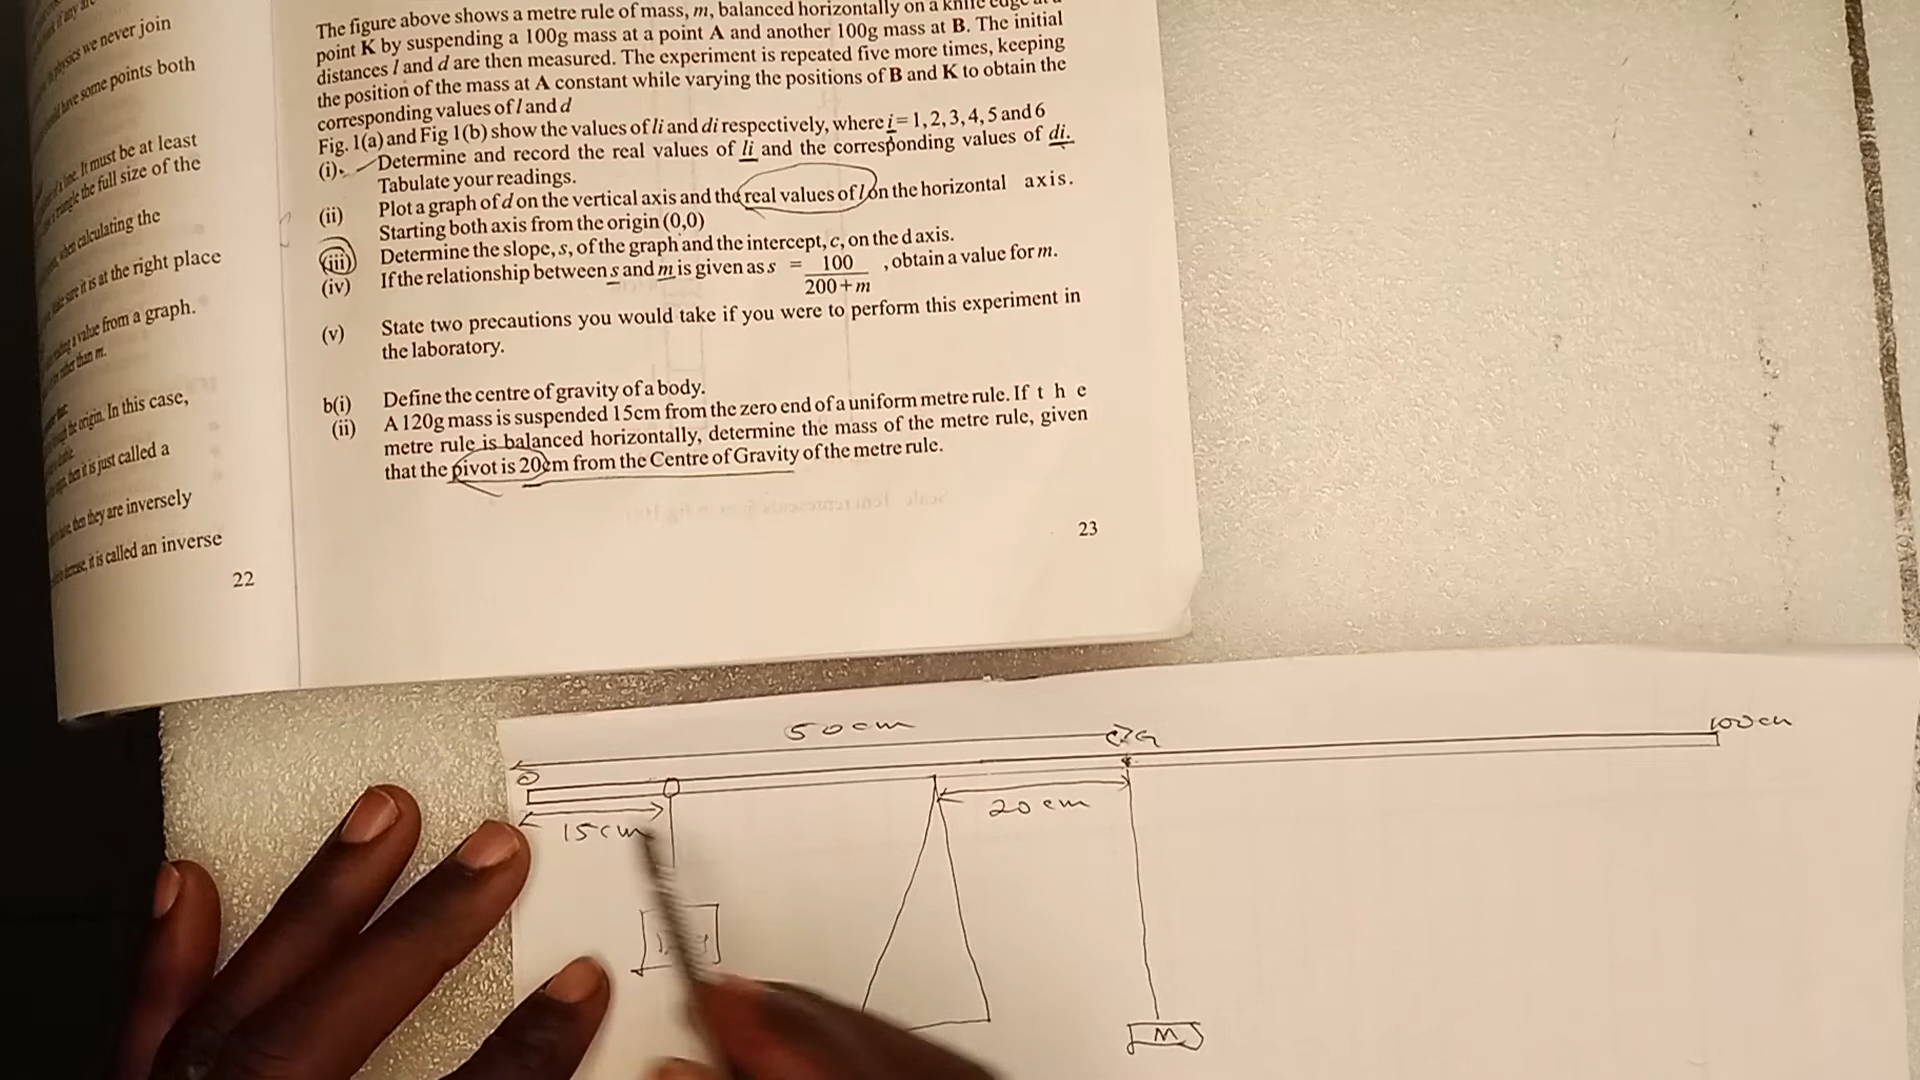 physics we never join
have some points both
line. It must be at least
triangle the full size of the
when calculating the
sure it is at the right place
a value from a graph.
rather than m.
the origin. In this case,
then it is just called a
then they are inversely
it is called an inverse
22
The figure above shows a metre rule of mass, m, balanced horizontally on a knife edge at a
point K by suspending a 100g mass at a point A and another 100g mass at B. The initial
distances l and d are then measured. The experiment is repeated five more times, keeping
the position of the mass at A constant while varying the positions of B and K to obtain the
corresponding values of l and d
Fig. 1(a) and Fig 1(b) show the values of li and di respectively, where i= 1, 2, 3, 4, 5 and 6
(i). Determine and record the real values of li and the corresponding values of di.
Tabulate your readings.
(ii) Plot a graph of d on the vertical axis and the real values of l on the horizontal axis.
Starting both axis from the origin (0,0)
(iii) Determine the slope, s, of the graph and the intercept, c, on the d axis.
(iv) If the relationship between s and m is given as s = 100 , obtain a value for m.
200+m
(v) State two precautions you would take if you were to perform this experiment in
the laboratory.
b(i) Define the centre of gravity of a body.
(ii) A 120g mass is suspended 15cm from the zero end of a uniform metre rule. If t h e
metre rule is balanced horizontally, determine the mass of the metre rule, given
that the pivot is 20cm from the Centre of Gravity of the metre rule.
23
50cm
100cm
0
15cm
20cm
M